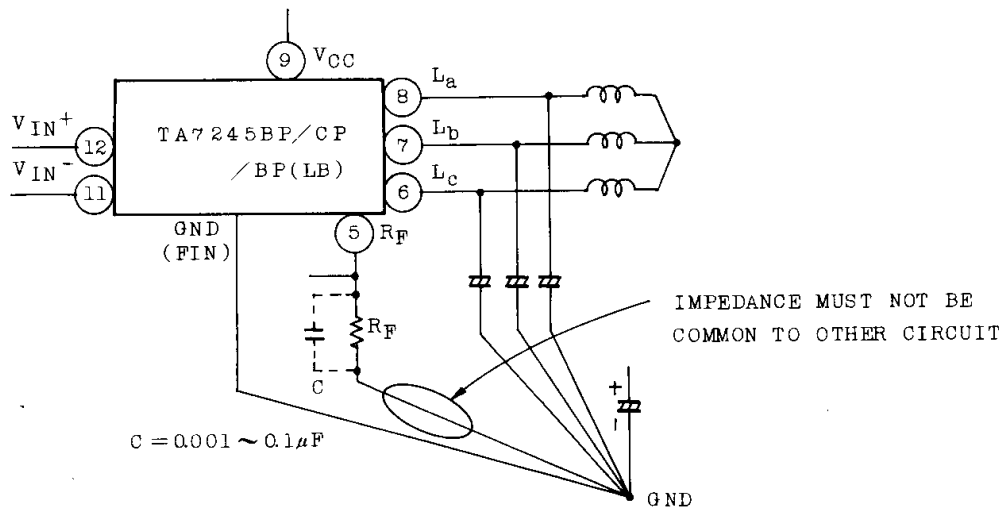 9 VCC
8 La
VIN+ 12
TA7245BP/CP
/BP(LB)
7 Lb
VIN- 11
6 Lc
GND
(FIN)
5 RF
IMPEDANCE MUST NOT BE
COMMON TO OTHER CIRCUIT
RF
C
+
-
C=0.001~0.1μF
GND